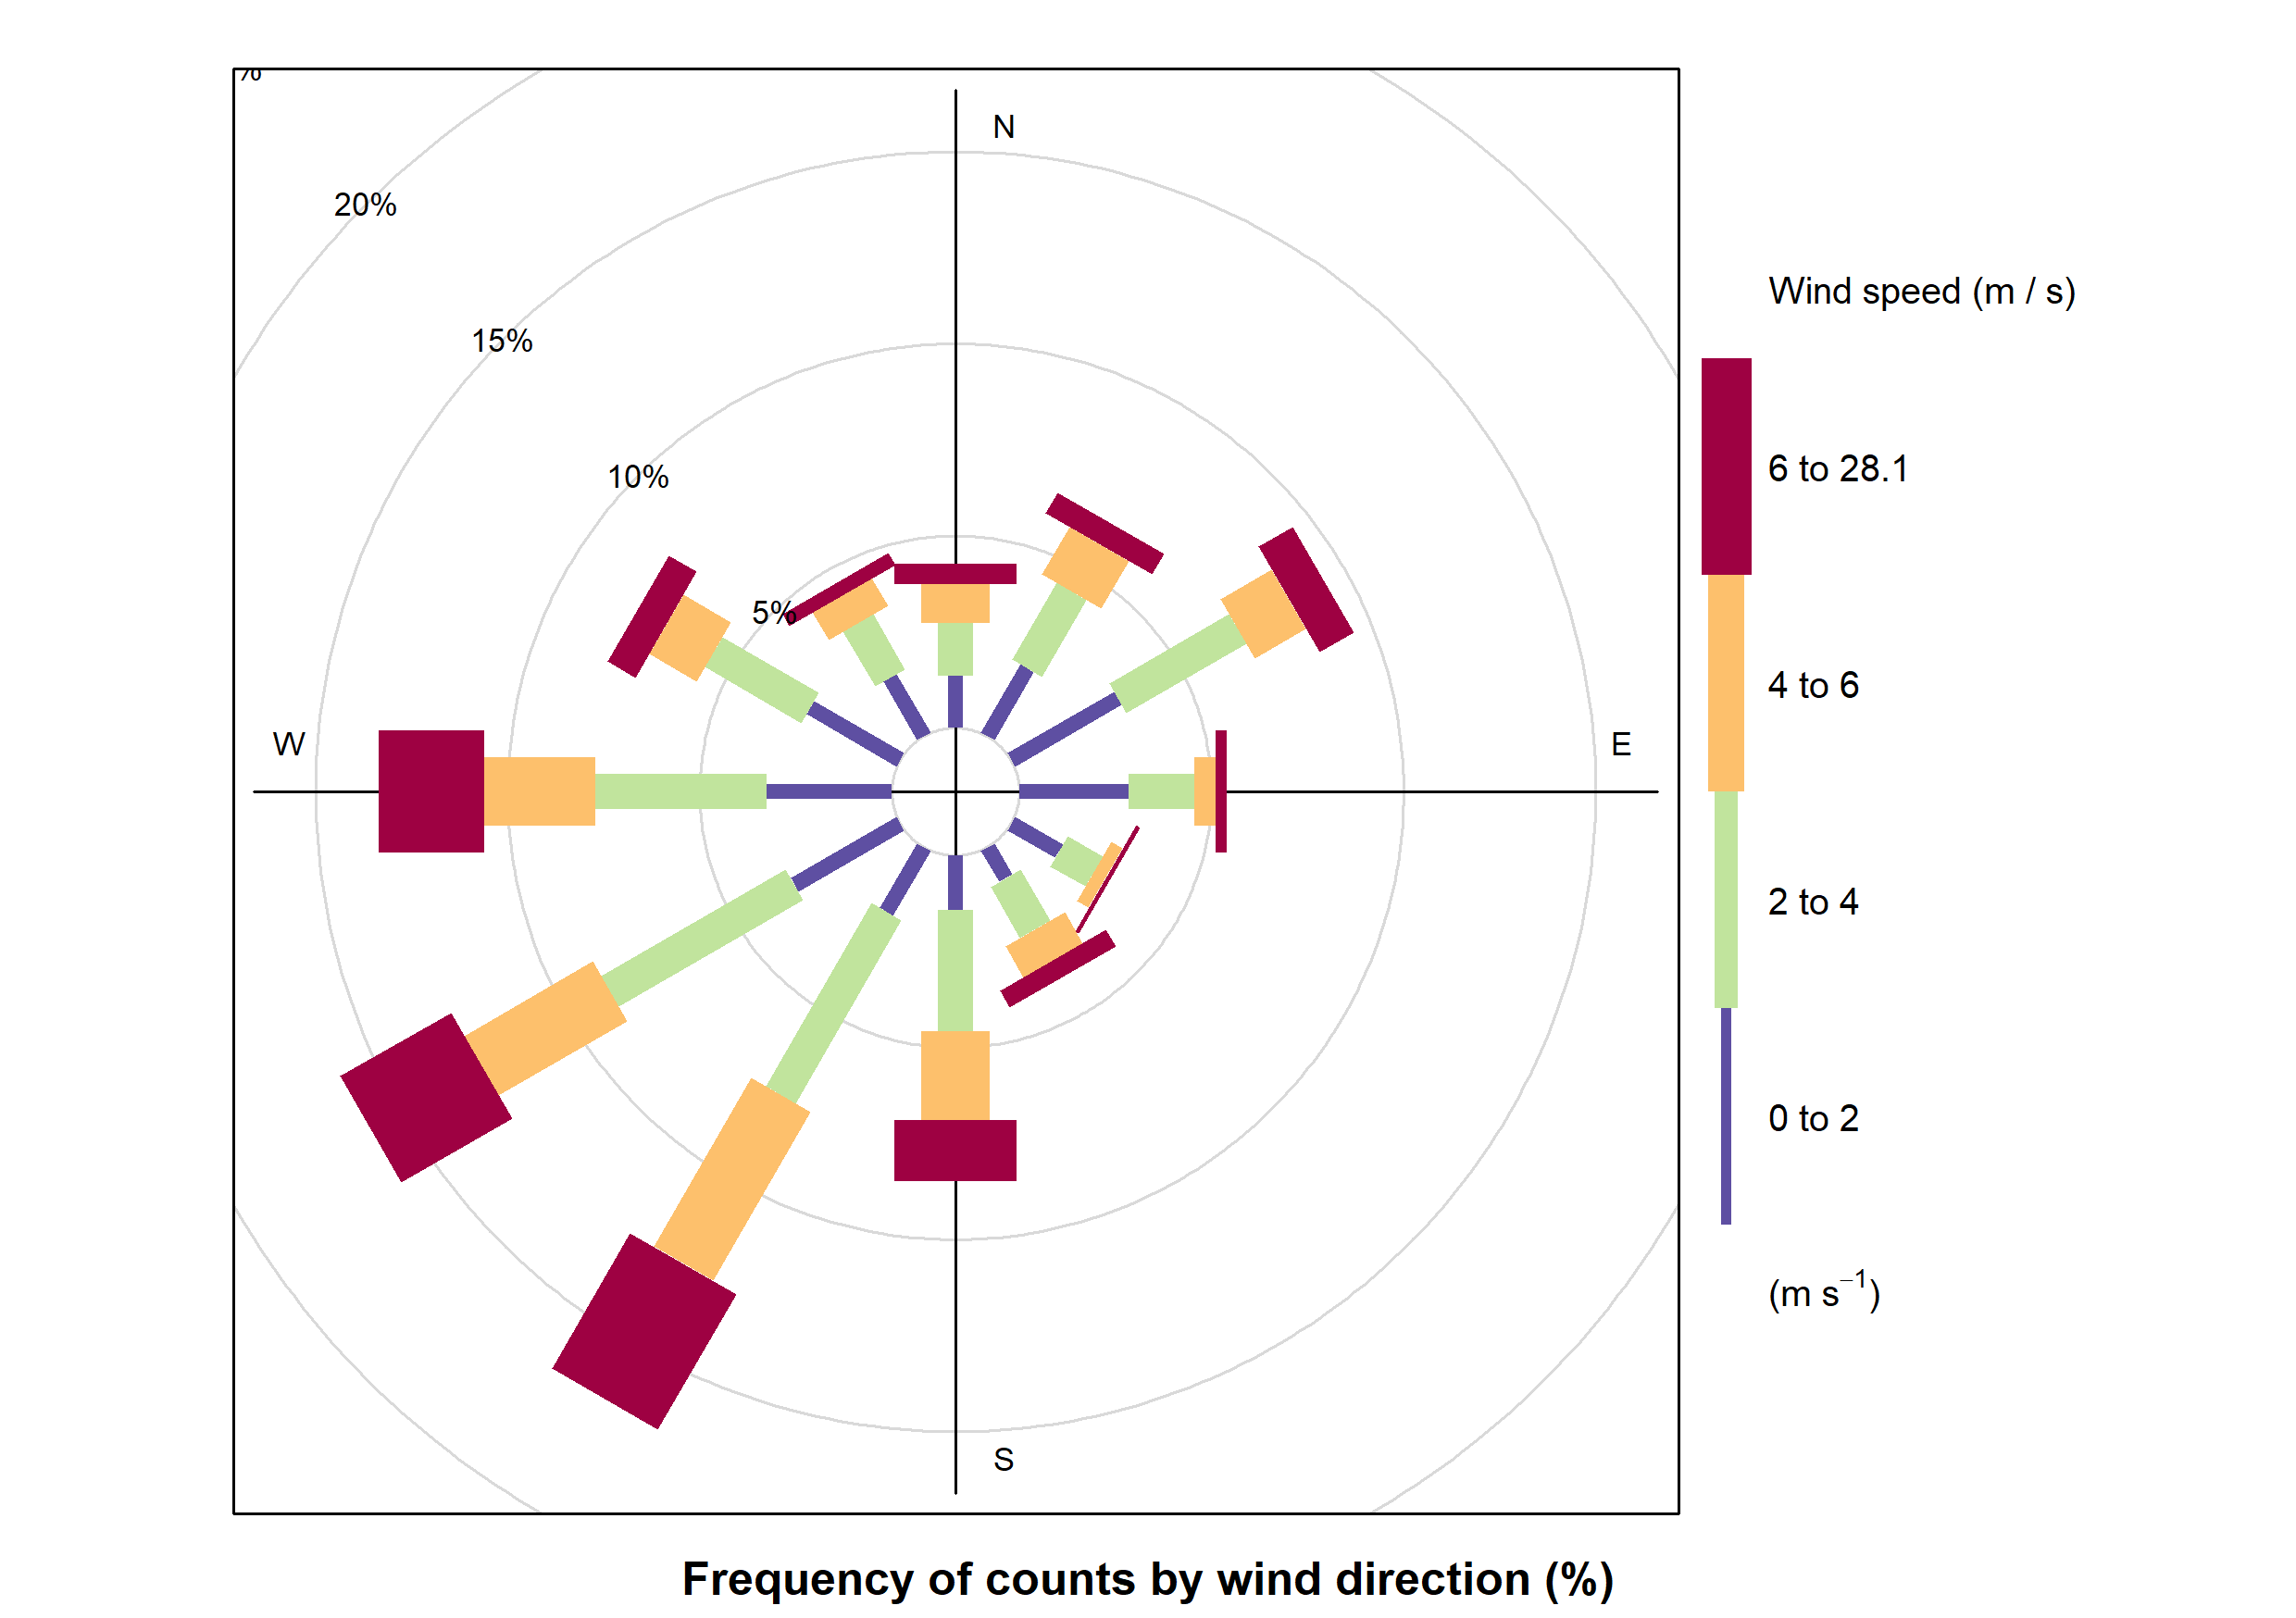 %
N
20%
Wind speed (m / s)
15%
6 to 28.1
10%
5%
4 to 6
W
E
2 to 4
0 to 2
(m s⁻¹)
S
Frequency of counts by wind direction (%)